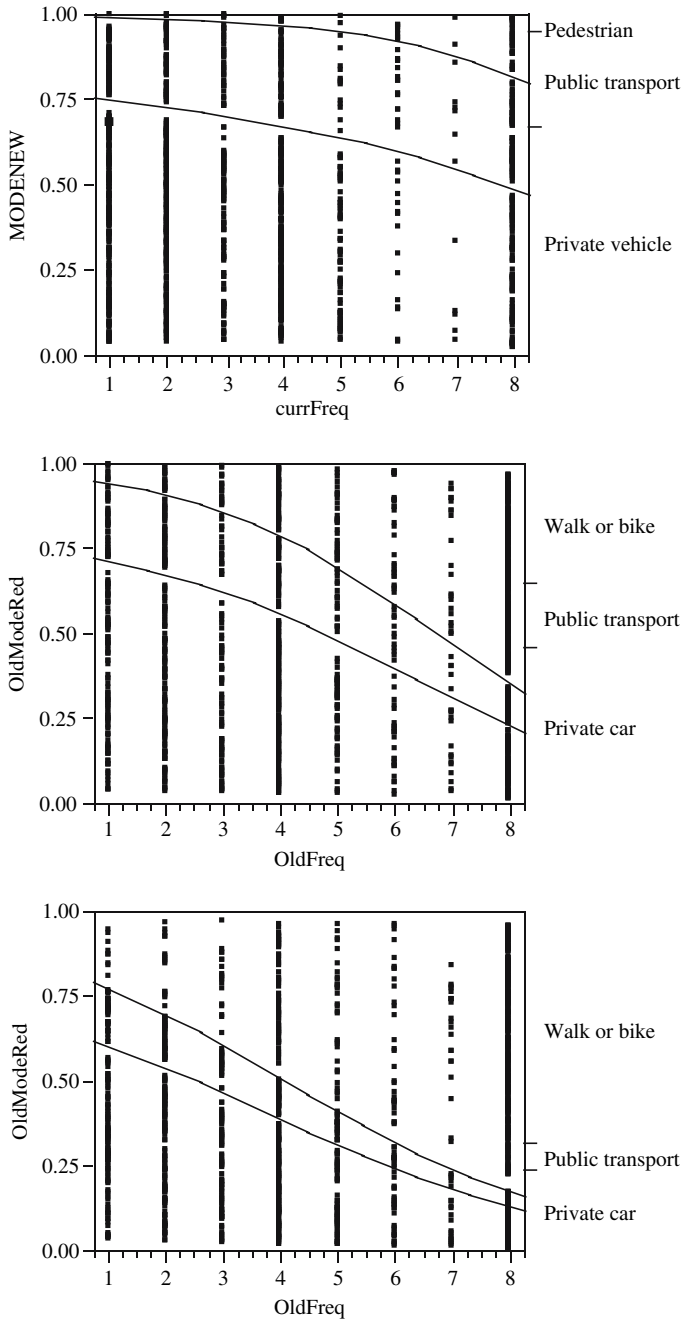 1.00
0.75
0.50
0.25
0.00
MODENEW
1 2 3 4 5 6 7 8
currFreq
Pedestrian
Public transport
Private vehicle
1.00
0.75
0.50
0.25
0.00
OldModeRed
1 2 3 4 5 6 7 8
OldFreq
Walk or bike
Public transport
Private car
1.00
0.75
0.50
0.25
0.00
OldModeRed
1 2 3 4 5 6 7 8
OldFreq
Walk or bike
Public transport
Private car